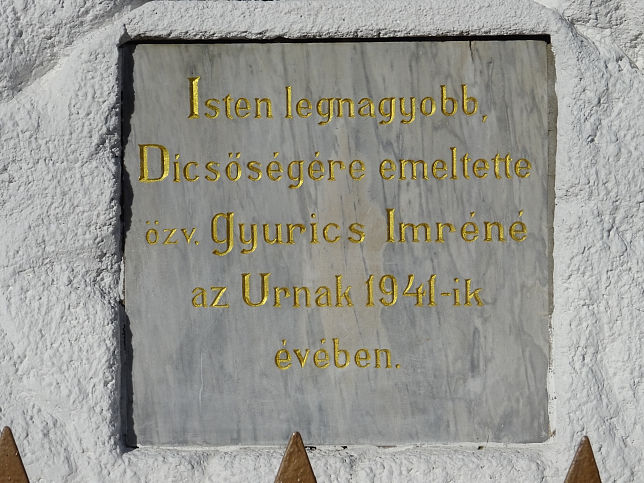 Isten legnagyobb,
Dicsőségére emeltette
özv. Gyurics Imréné
az Urnak 1941-ik
évében.